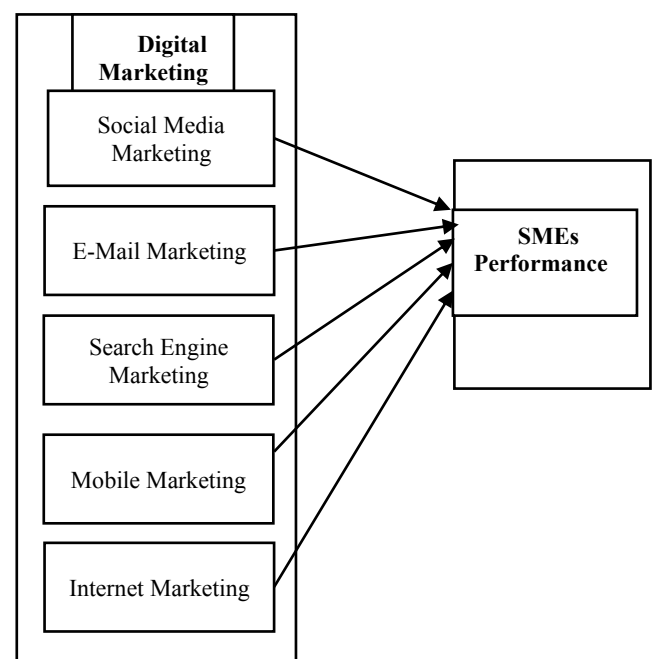 Digital
Marketing
Social Media
Marketing
E-Mail Marketing
Search Engine
Marketing
Mobile Marketing
Internet Marketing
SMEs
Performance